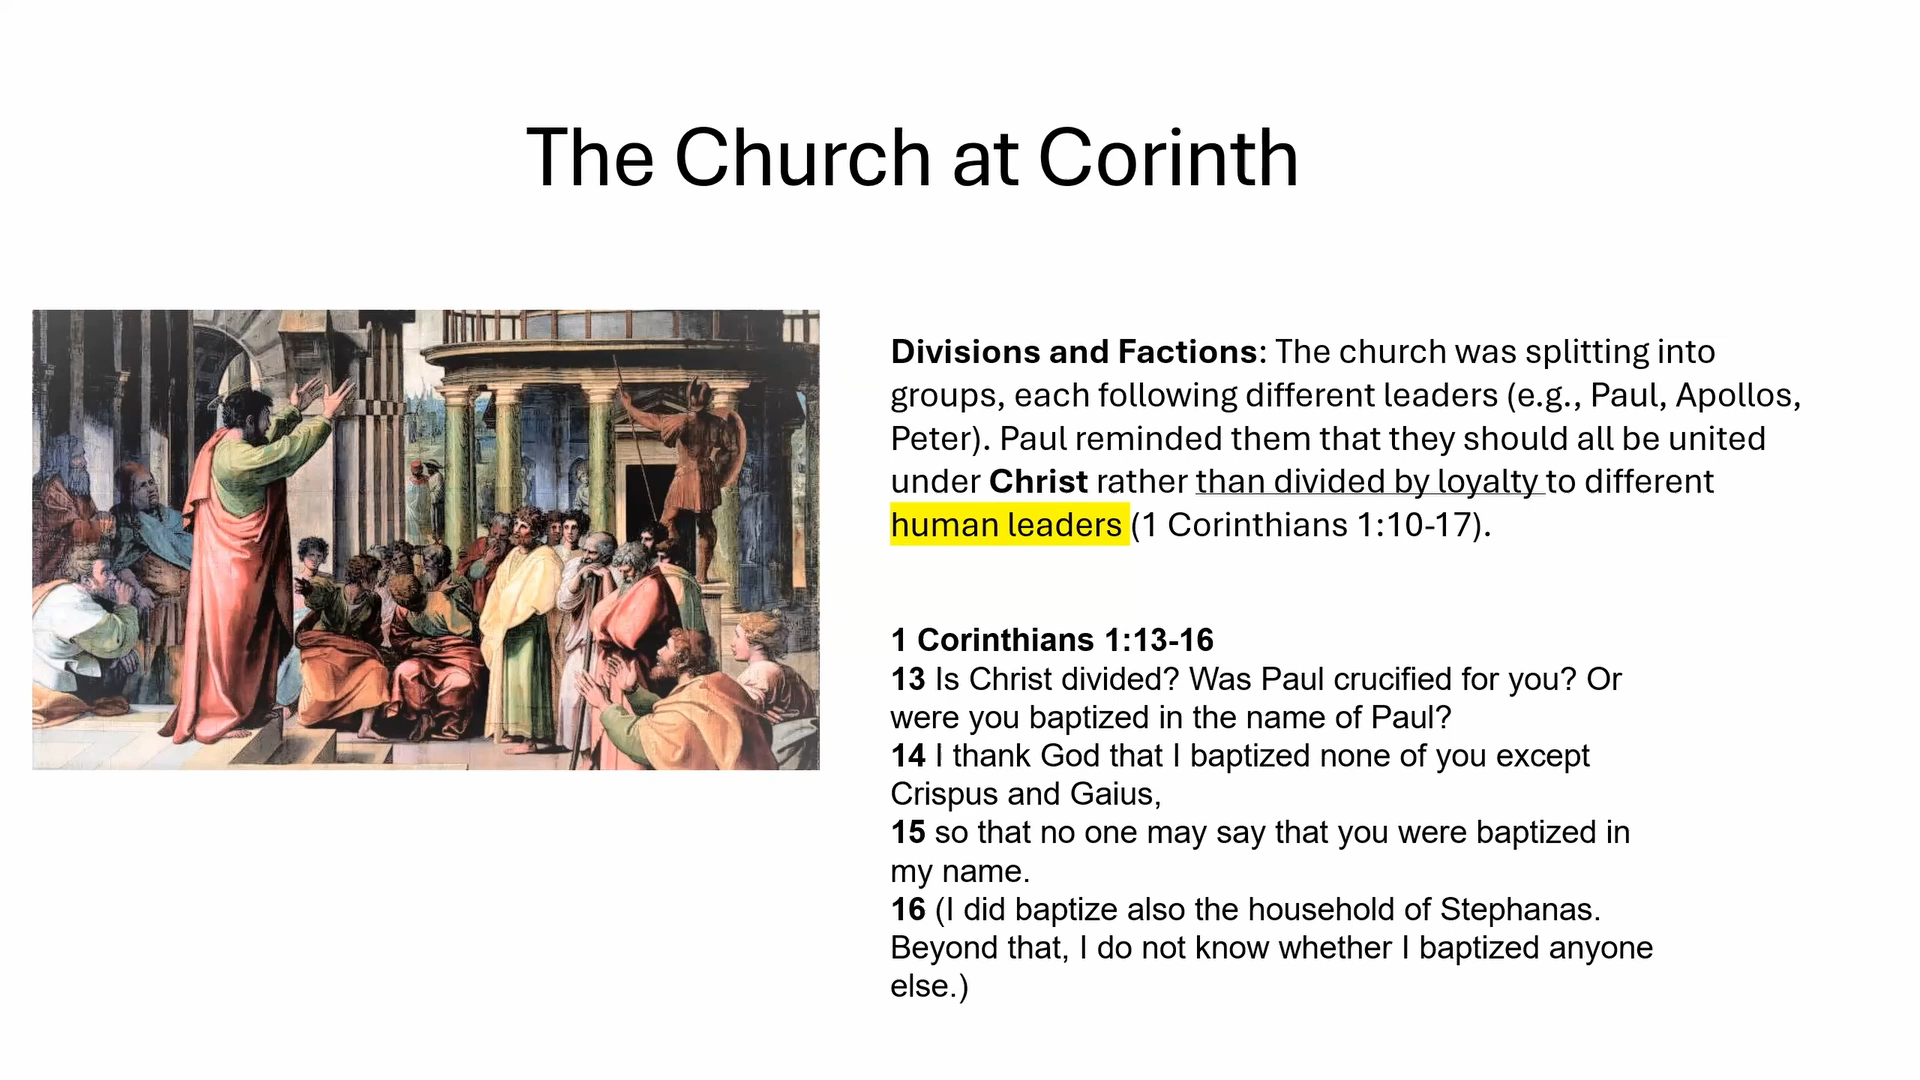 The Church at Corinth
Divisions and Factions: The church was splitting into
groups, each following different leaders (e.g., Paul, Apollos,
Peter). Paul reminded them that they should all be united
under Christ rather than divided by loyalty to different
human leaders (1 Corinthians 1:10-17).
1 Corinthians 1:13-16
13 Is Christ divided? Was Paul crucified for you? Or
were you baptized in the name of Paul?
14 I thank God that I baptized none of you except
Crispus and Gaius,
15 so that no one may say that you were baptized in
my name.
16 (I did baptize also the household of Stephanas.
Beyond that, I do not know whether I baptized anyone
else.)